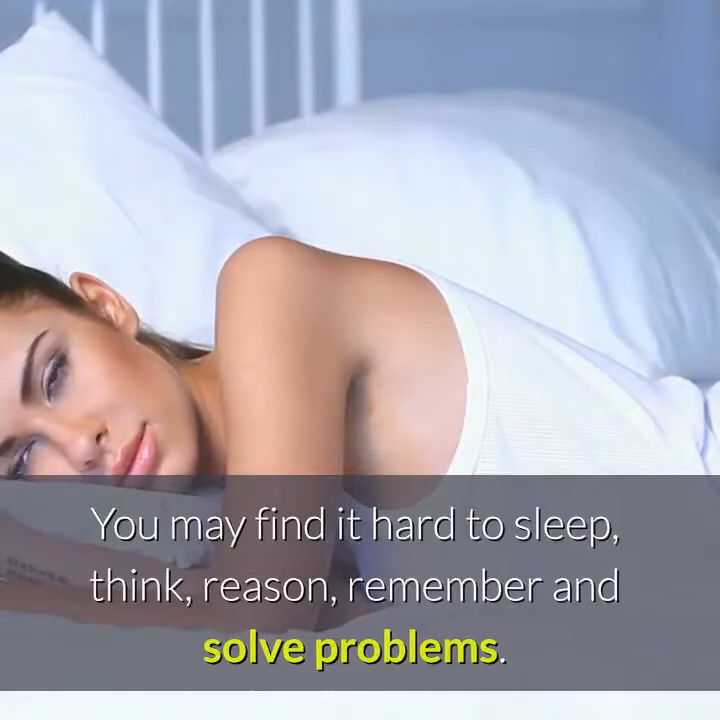 You may find it hard to sleep,
think, reason, remember and
solve problems.